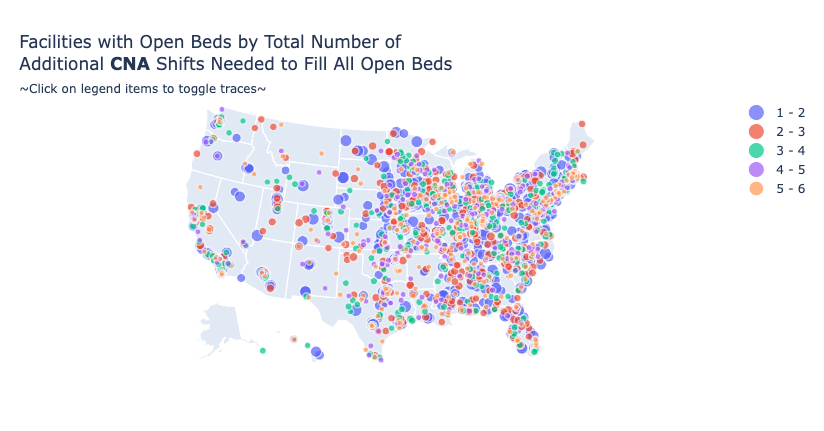 Facilities with Open Beds by Total Number of
Additional CNA Shifts Needed to Fill All Open Beds
~Click on legend items to toggle traces~
1 - 2
2 - 3
3 - 4
4 - 5
5 - 6